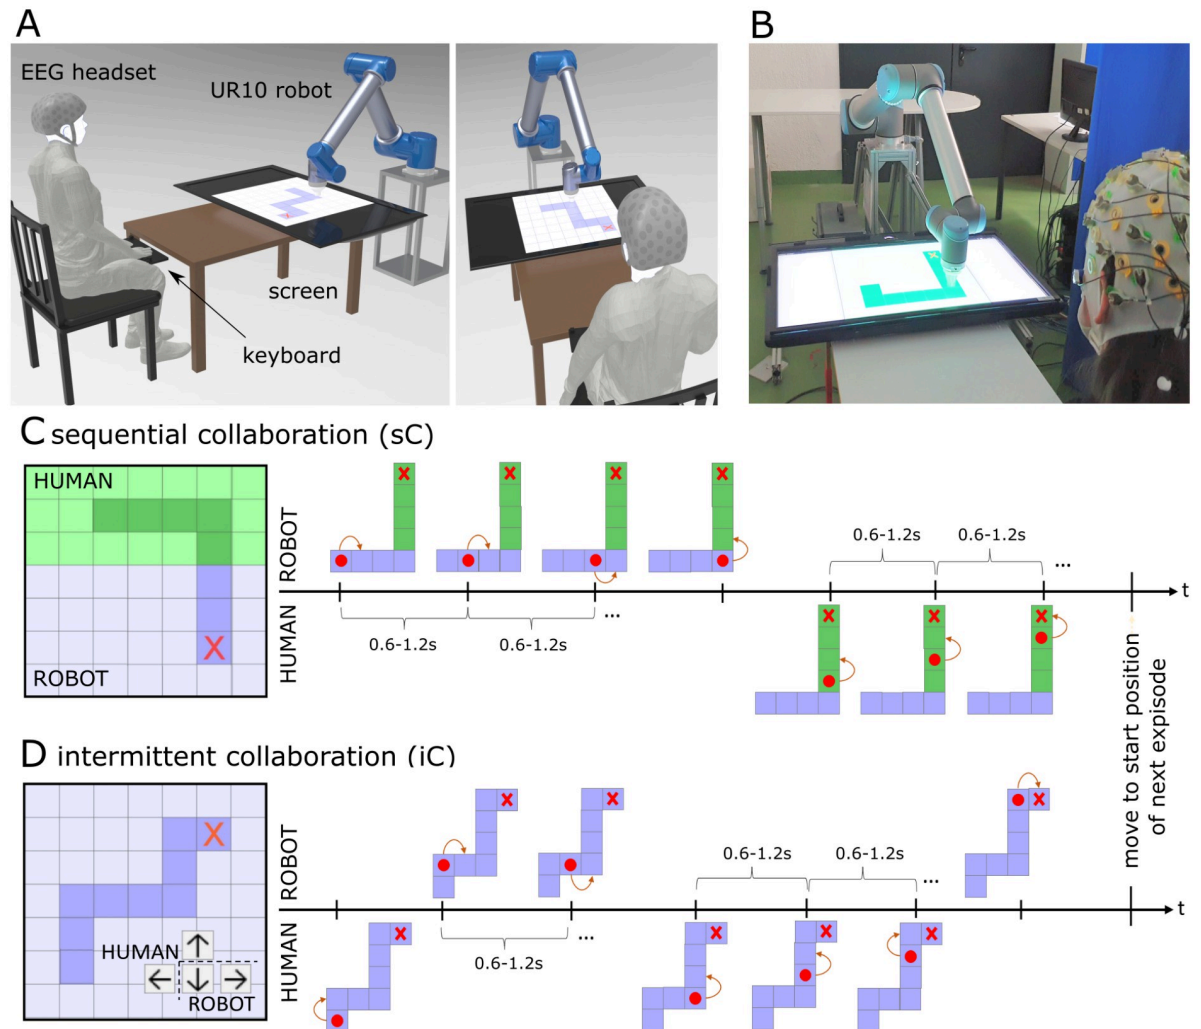 A
B
EEG headset
UR10 robot
screen
keyboard
C sequential collaboration (sC)
HUMAN
ROBOT
ROBOT
HUMAN
X
X
X
X
X
0.6-1.2s
0.6-1.2s
...
t
0.6-1.2s
0.6-1.2s
...
X
X
X
D intermittent collaboration (iC)
X
HUMAN
↑
← ↓ →
ROBOT
ROBOT
HUMAN
X
X
X
0.6-1.2s
0.6-1.2s
...
t
0.6-1.2s
...
X
X
X
X
move to start position
of next expisode